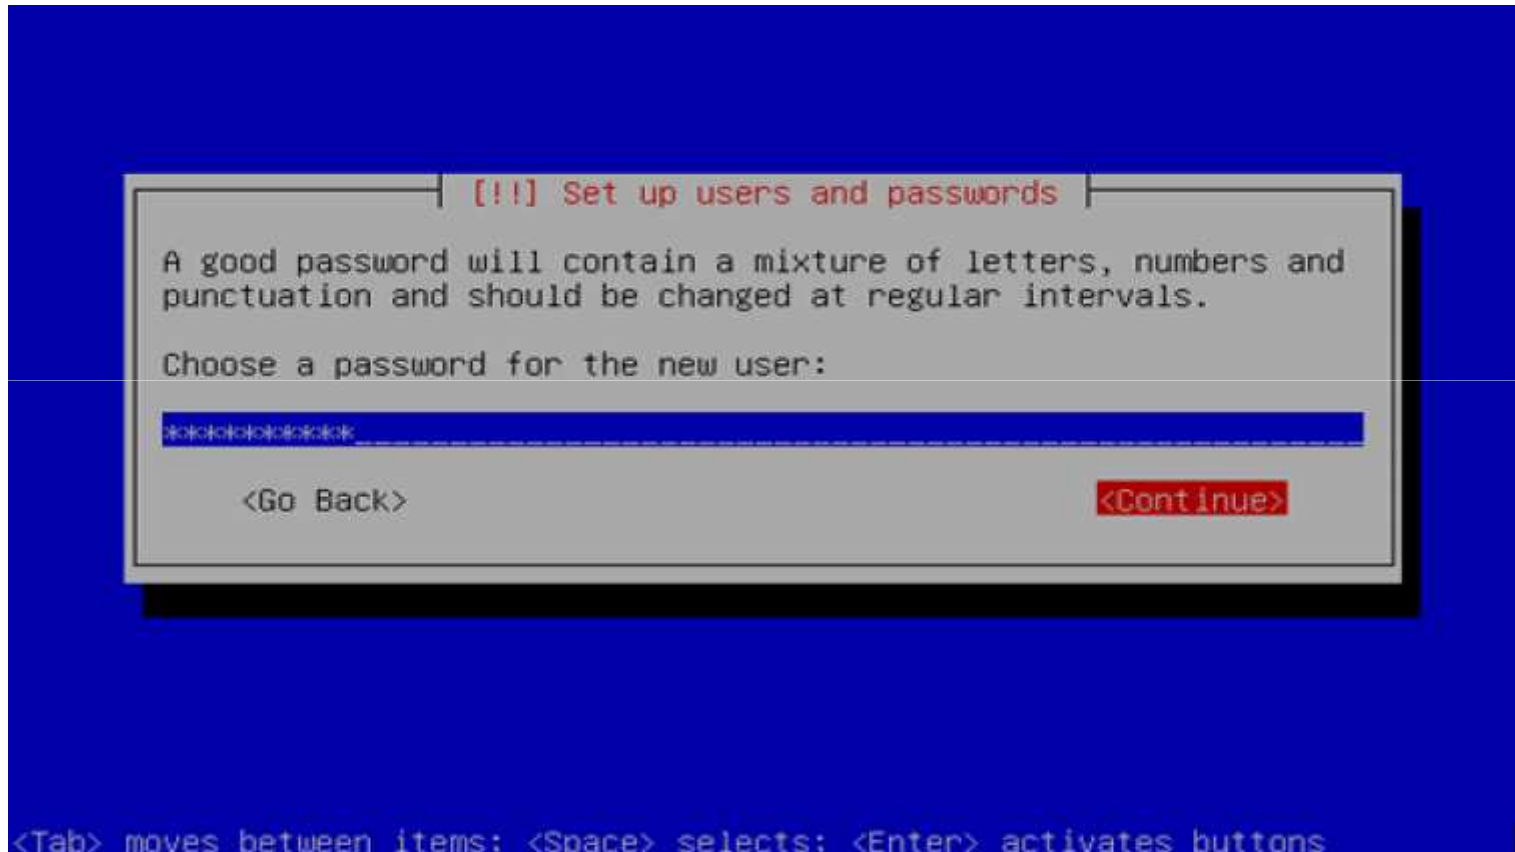 [!!] Set up users and passwords
A good password will contain a mixture of letters, numbers and
punctuation and should be changed at regular intervals.
Choose a password for the new user:
**********_____________________________________________________
<Go Back> <Continue>
<Tab> moves between items; <Space> selects; <Enter> activates buttons